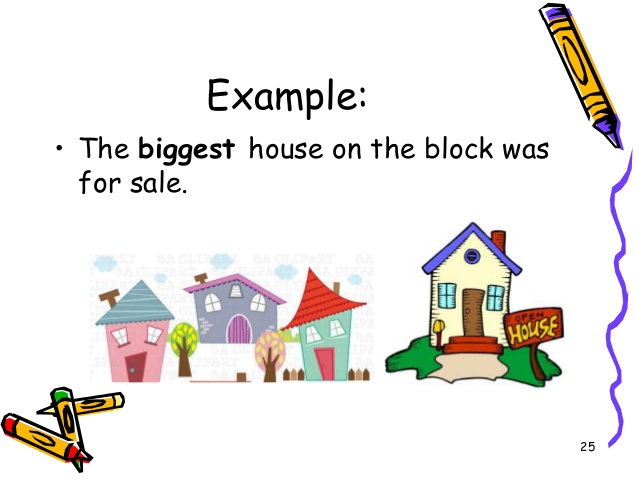 Example:
• The biggest house on the block was
for sale.
OPEN
HOUSE
25